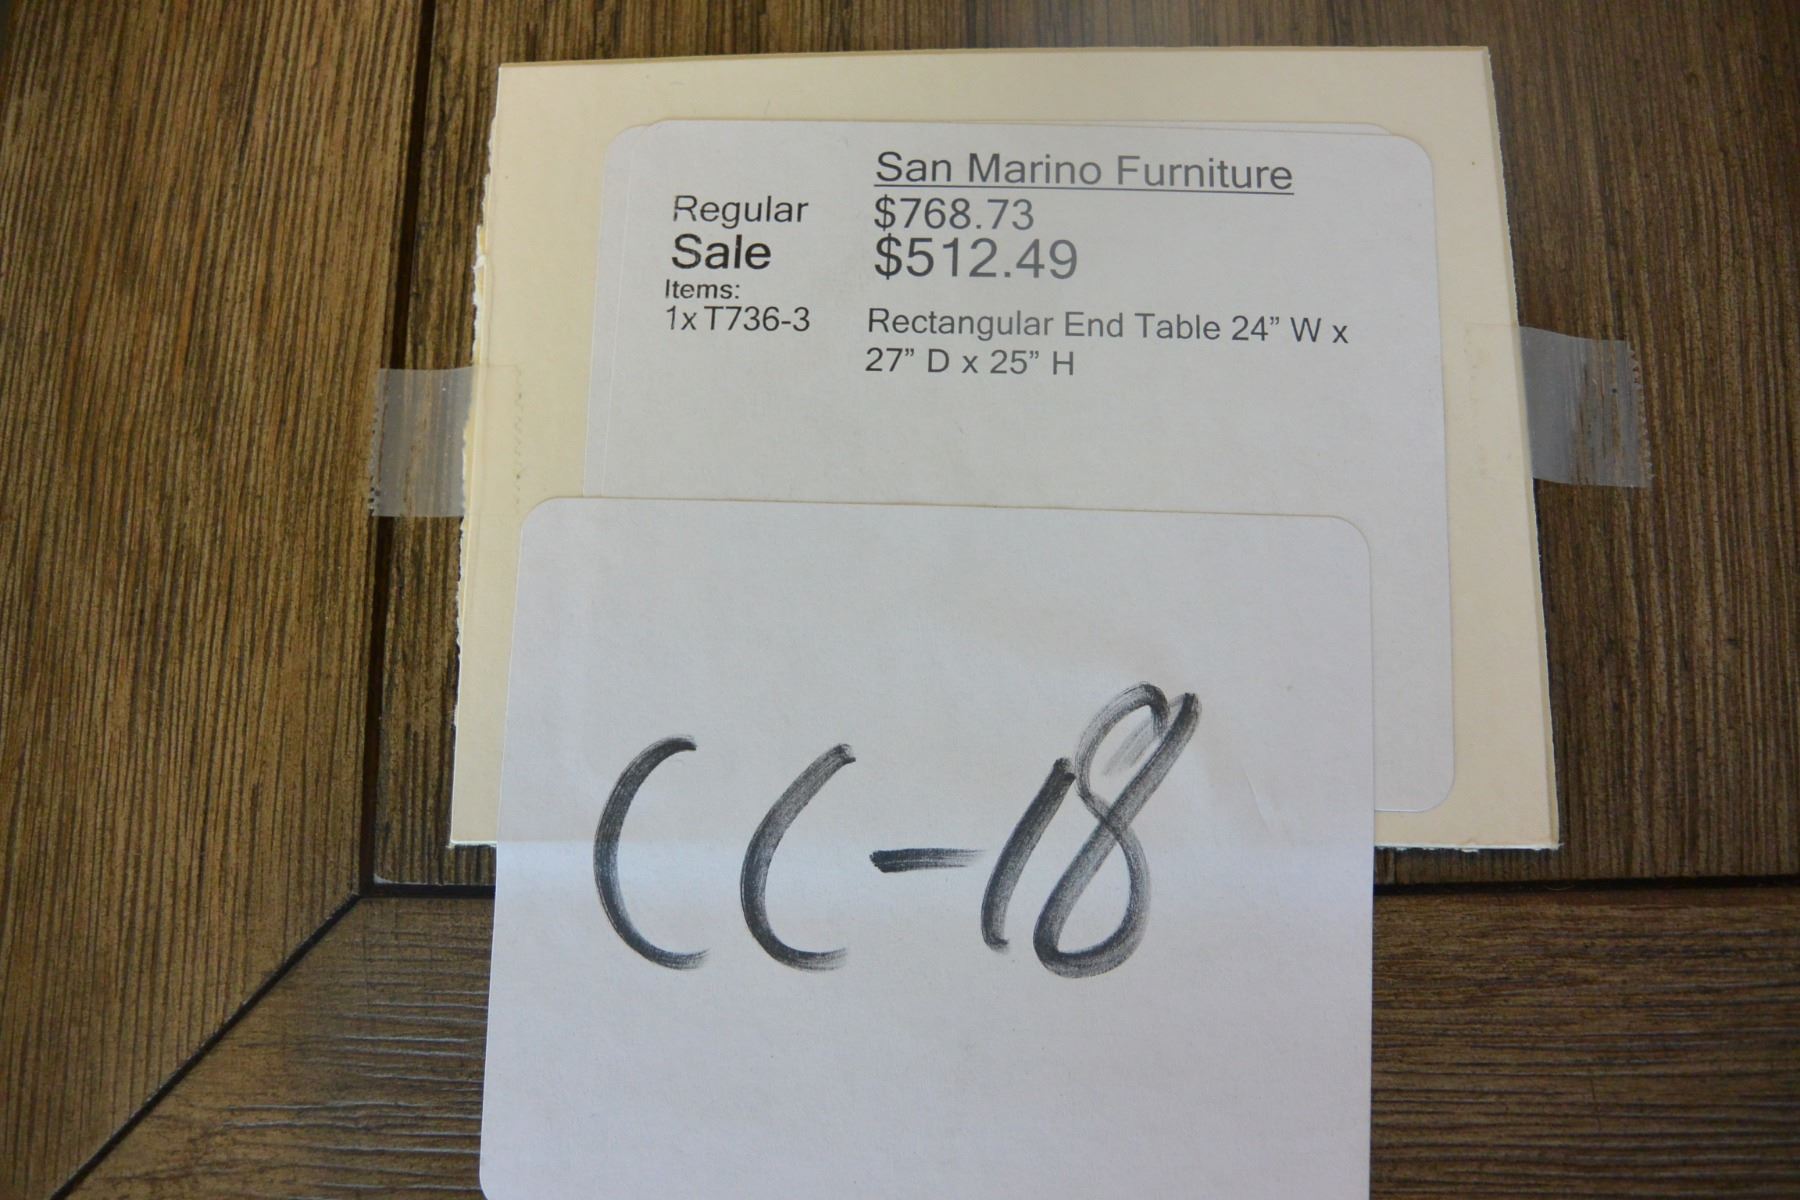 San Marino Furniture
Regular $768.73
Sale $512.49
Items:
1x T736-3 Rectangular End Table 24” W x
27” D x 25” H
CC-18